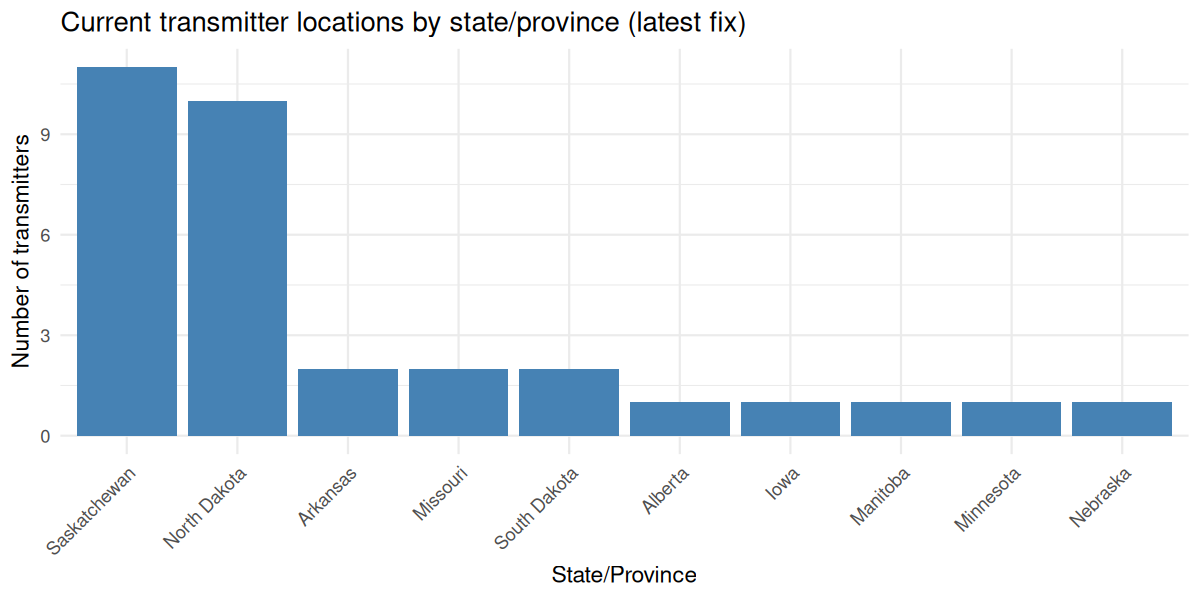 Current transmitter locations by state/province (latest fix)
Number of transmitters
9
6
3
0
Saskatchewan
North Dakota
Arkansas
Missouri
South Dakota
Alberta
Iowa
Manitoba
Minnesota
Nebraska
State/Province